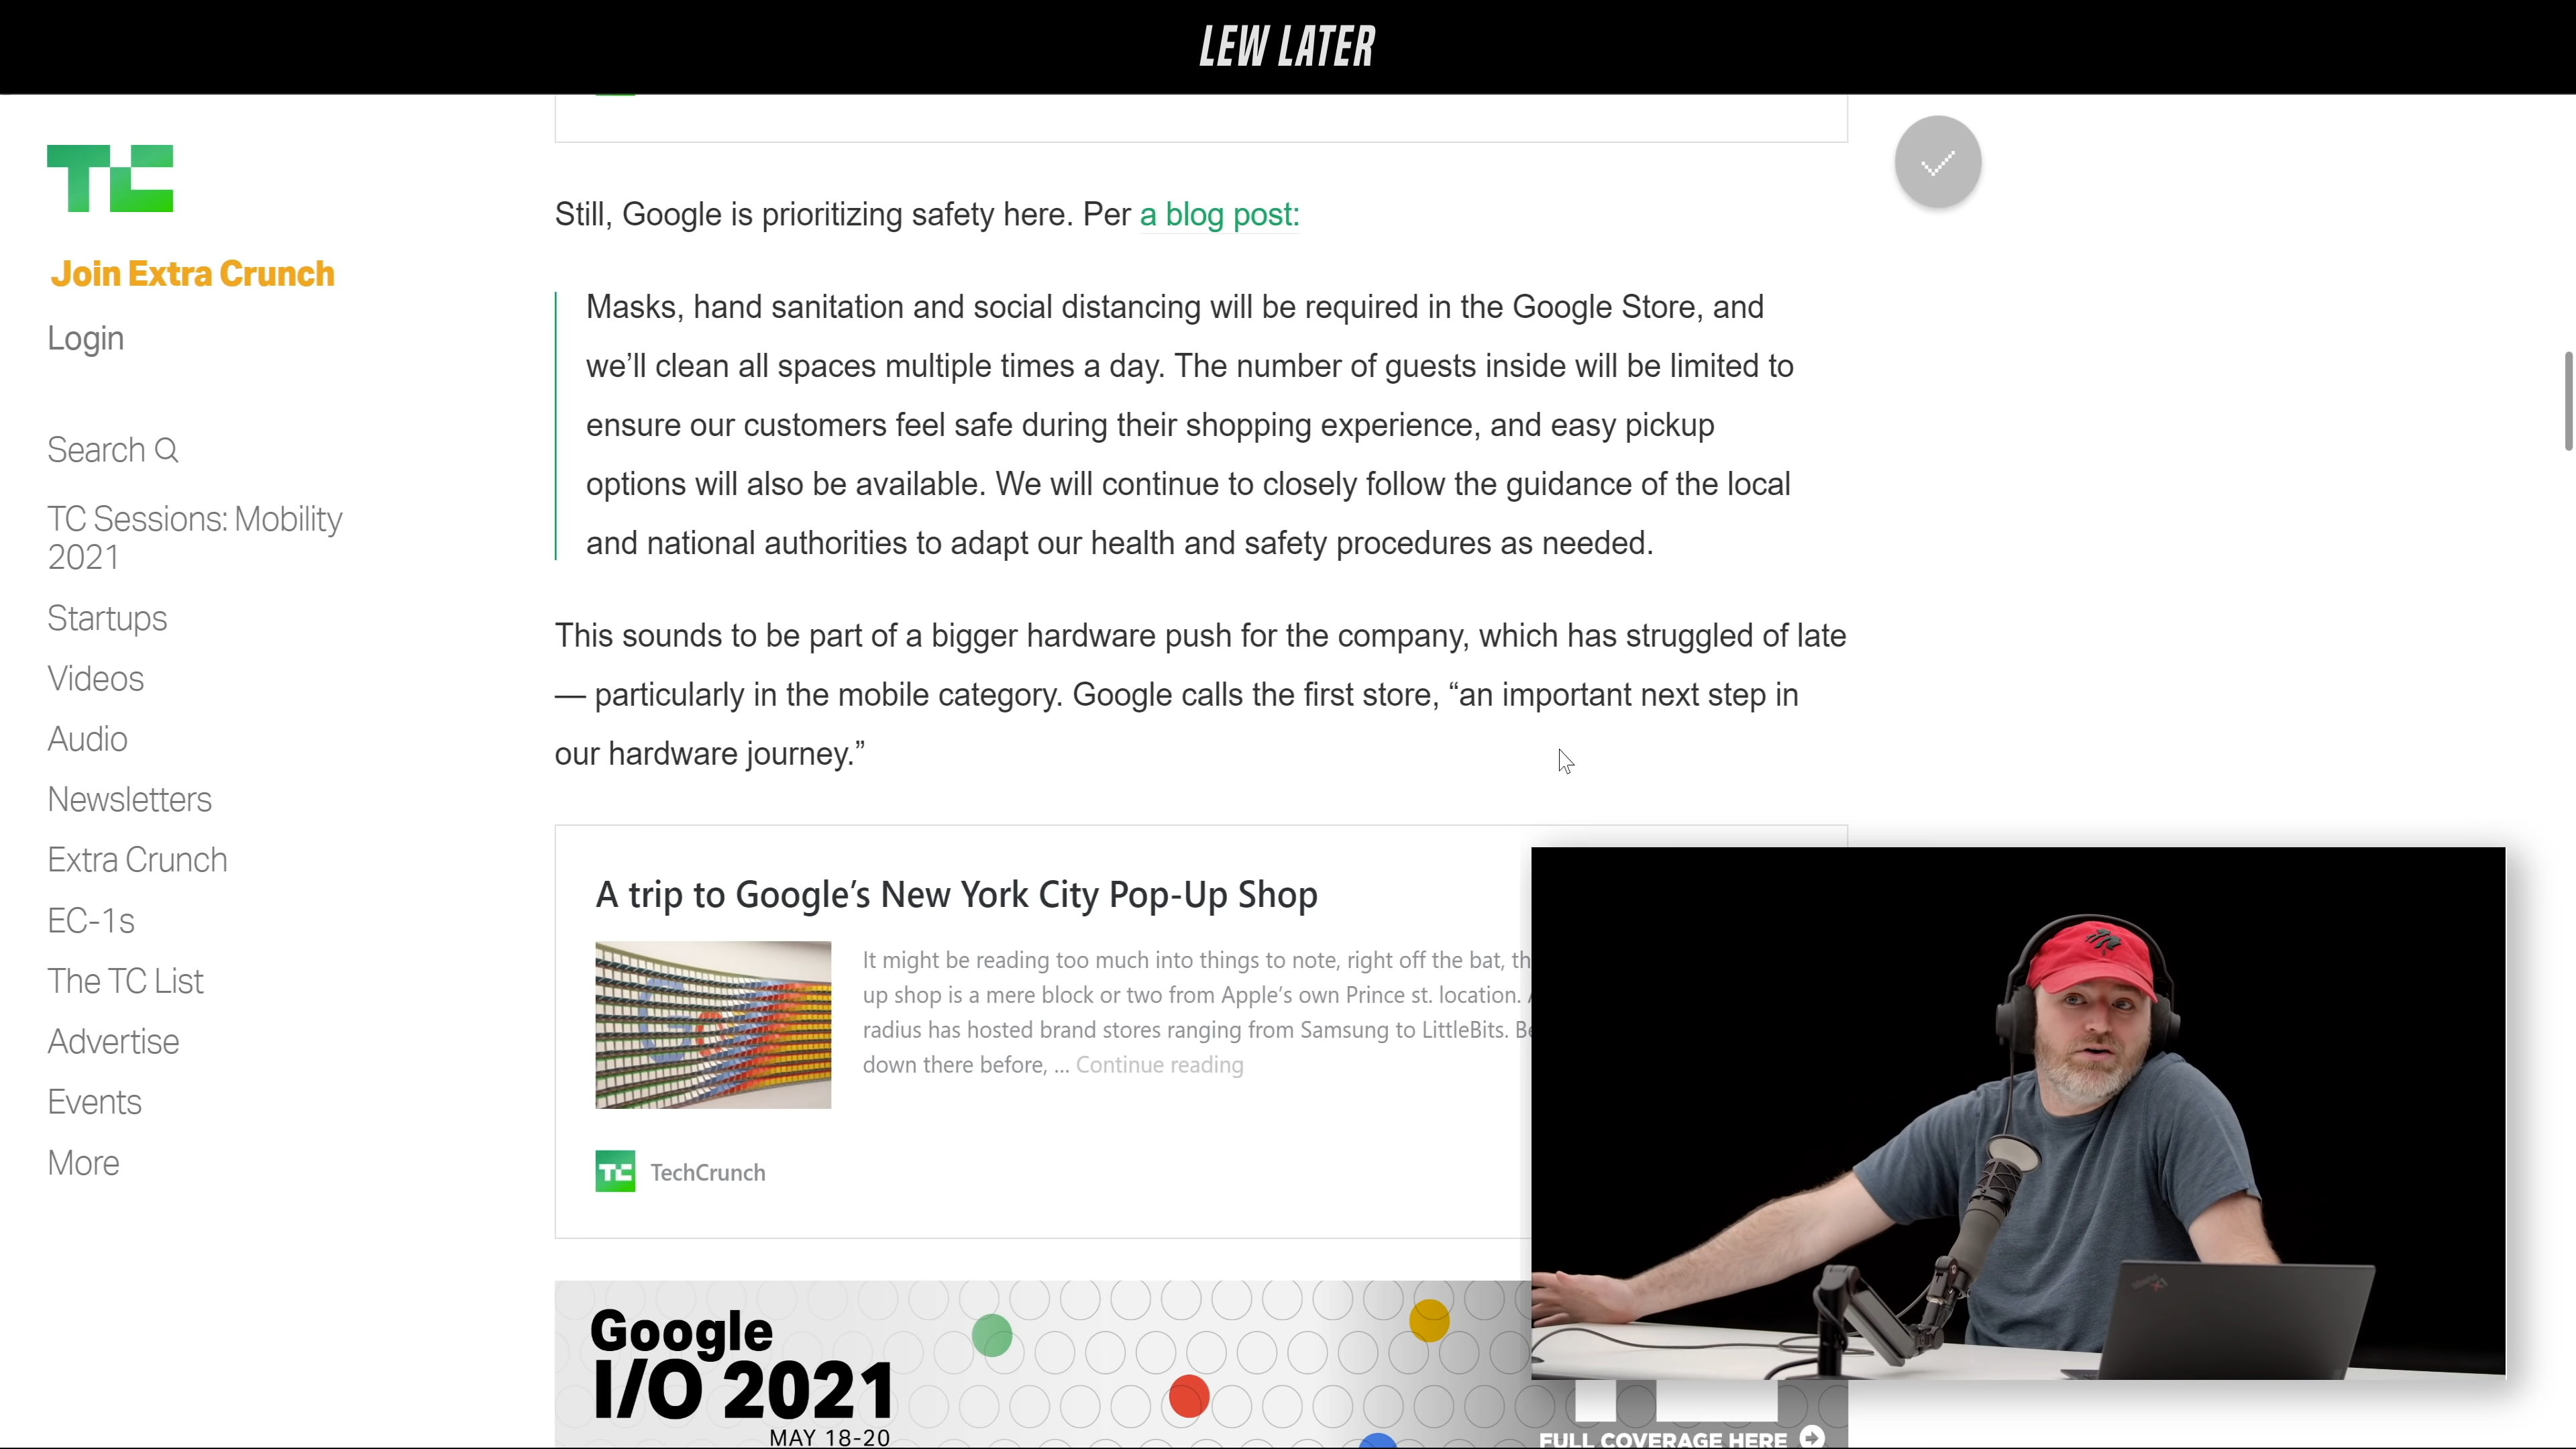 LEW LATER
TC
Join Extra Crunch
Login
Search
TC Sessions: Mobility
2021
Startups
Videos
Audio
Newsletters
Extra Crunch
EC-1s
The TC List
Advertise
Events
More
Still, Google is prioritizing safety here. Per a blog post:
Masks, hand sanitation and social distancing will be required in the Google Store, and
we’ll clean all spaces multiple times a day. The number of guests inside will be limited to
ensure our customers feel safe during their shopping experience, and easy pickup
options will also be available. We will continue to closely follow the guidance of the local
and national authorities to adapt our health and safety procedures as needed.
This sounds to be part of a bigger hardware push for the company, which has struggled of late
— particularly in the mobile category. Google calls the first store, “an important next step in
our hardware journey.”
A trip to Google’s New York City Pop-Up Shop
It might be reading too much into things to note, right off the bat, th
up shop is a mere block or two from Apple’s own Prince st. location.
radius has hosted brand stores ranging from Samsung to LittleBits. Be
down there before, ... Continue reading
TC TechCrunch
Google
I/O 2021
MAY 18-20
FULL COVERAGE HERE